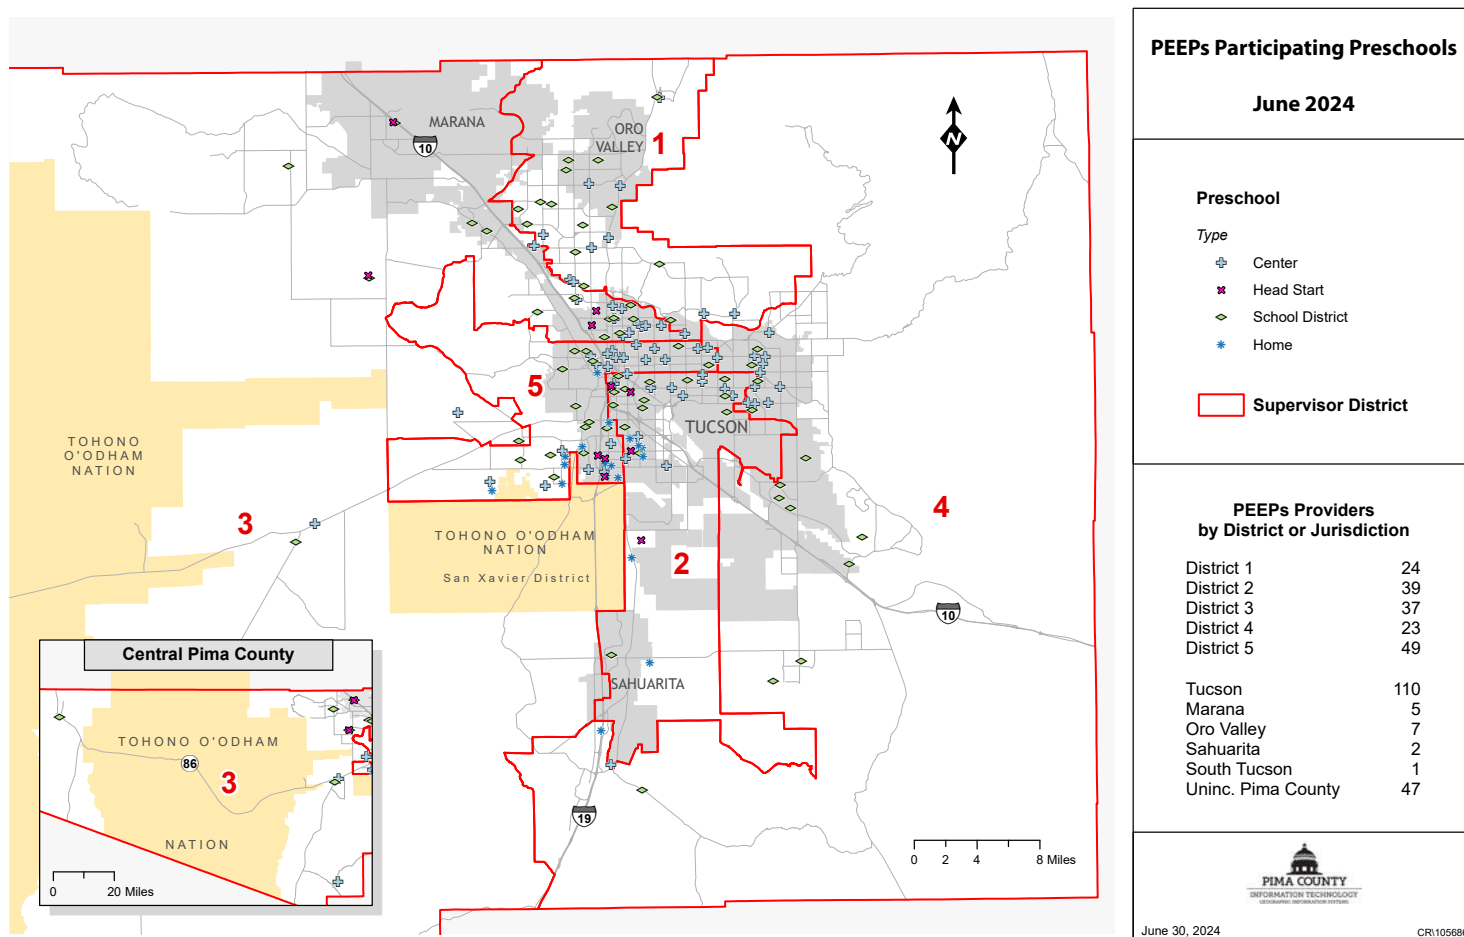 PEEPs Participating Preschools
June 2024
MARANA
10
ORO
VALLEY
1
N
Preschool
Type
Center
Head Start
School District
Home
Supervisor District
5
TUCSON
TOHONO
O'ODHAM
NATION
3
4
TOHONO O'ODHAM
NATION
San Xavier District
2
10
SAHUARITA
19
0 2 4 8 Miles
Central Pima County
TOHONO O'ODHAM
86
3
NATION
0 20 Miles
PEEPs Providers
by District or Jurisdiction
District 1 24
District 2 39
District 3 37
District 4 23
District 5 49
Tucson 110
Marana 5
Oro Valley 7
Sahuarita 2
South Tucson 1
Uninc. Pima County 47
PIMA COUNTY
INFORMATION TECHNOLOGY
GEOGRAPHIC INFORMATION SYSTEMS
June 30, 2024
CR\105686